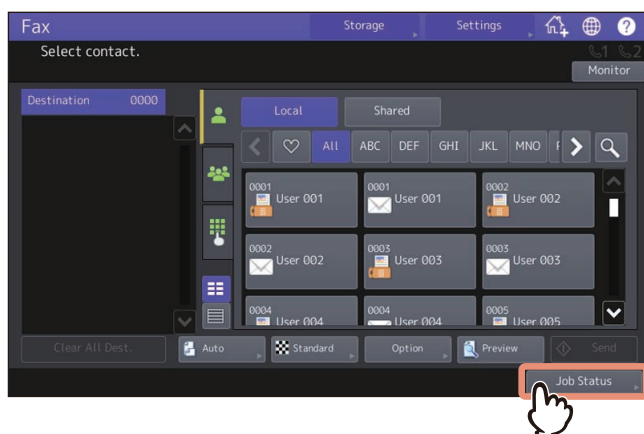 Fax
Storage
Settings
?
Select contact.
1 2
Monitor
Destination 0000
Local
Shared
All ABC DEF GHI JKL MNO
0001 User 001
0001 User 001
0002 User 002
0002 User 002
0003 User 003
0003 User 003
0004 User 004
0004 User 004
0005 User 005
Clear All Dest.
Auto
Standard
Option
Preview
Send
Job Status